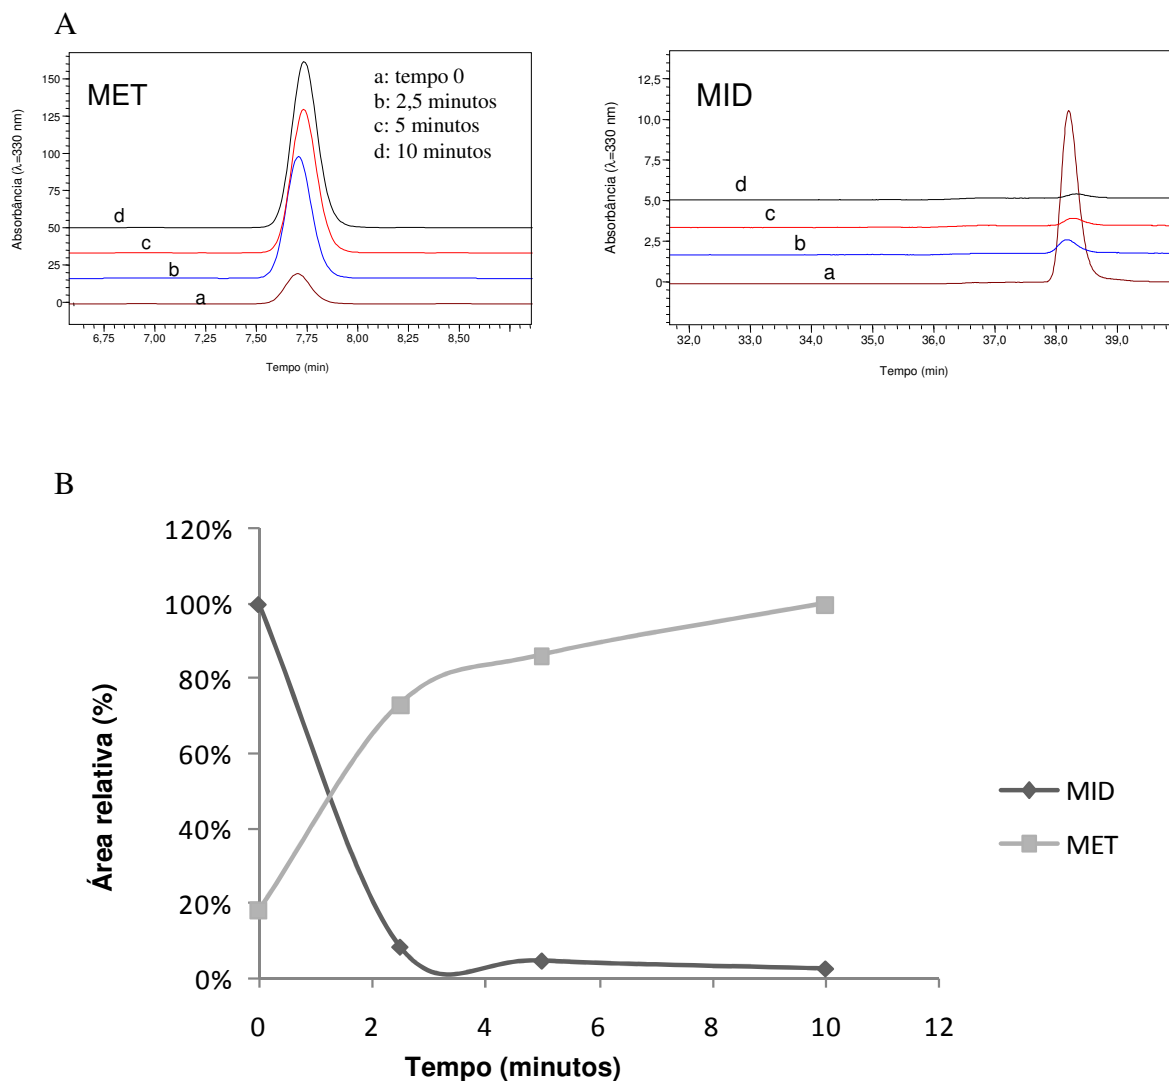 A
MET
a: tempo 0
b: 2,5 minutos
c: 5 minutos
d: 10 minutos
Absorbância (λ=330 nm)
150
125
100
75
50
25
0
d
c
b
a
6,75 7,00 7,25 7,50 7,75 8,00 8,25 8,50
Tempo (min)
MID
Absorbância (λ=330 nm)
12,5
10,0
7,5
5,0
2,5
0
d
c
b
a
32,0 33,0 34,0 35,0 36,0 37,0 38,0 39,0
Tempo (min)
B
Área relativa (%)
120%
100%
80%
60%
40%
20%
0%
0 2 4 6 8 10 12
Tempo (minutos)
MID
MET